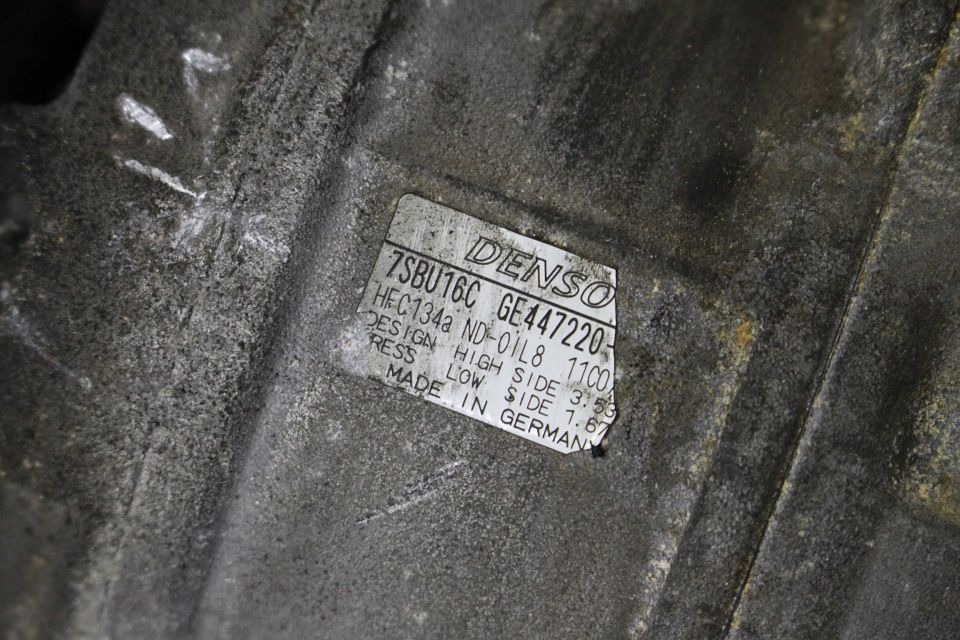 DENSO
7SBU16C GE447220-
HFC134a ND-OIL8 11C0
DESIGN HIGH SIDE 3.53
PRESS LOW SIDE 1.67
MADE IN GERMANY